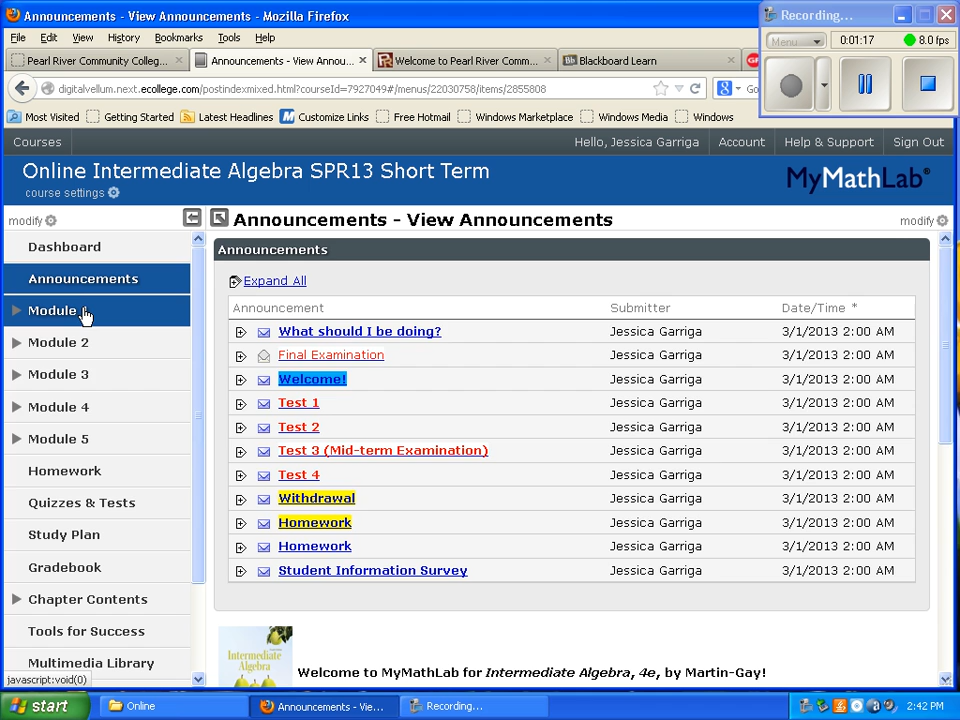 Announcements - View Announcements - Mozilla Firefox
Recording...
File Edit View History Bookmarks Tools Help
Menu 0:01:17 8.0 fps
Pearl River Community Colleg... Announcements - View Annou... Welcome to Pearl River Comm... Blackboard Learn
digitalvellum.next.ecollege.com/postindexmixed.html?courseId=7927049#/menus/22030758/items/2855808
Most Visited Getting Started Latest Headlines Customize Links Free Hotmail Windows Marketplace Windows Media Windows
Courses Hello, Jessica Garriga Account Help & Support Sign Out
Online Intermediate Algebra SPR13 Short Term
MyMathLab®
course settings
modify Announcements - View Announcements modify
Dashboard
Announcements
Module
Module 2
Module 3
Module 4
Module 5
Homework
Quizzes & Tests
Study Plan
Gradebook
Chapter Contents
Tools for Success
Multimedia Library
Announcements
Expand All
Announcement Submitter Date/Time *
What should I be doing? Jessica Garriga 3/1/2013 2:00 AM
Final Examination Jessica Garriga 3/1/2013 2:00 AM
Welcome! Jessica Garriga 3/1/2013 2:00 AM
Test 1 Jessica Garriga 3/1/2013 2:00 AM
Test 2 Jessica Garriga 3/1/2013 2:00 AM
Test 3 (Mid-term Examination) Jessica Garriga 3/1/2013 2:00 AM
Test 4 Jessica Garriga 3/1/2013 2:00 AM
Withdrawal Jessica Garriga 3/1/2013 2:00 AM
Homework Jessica Garriga 3/1/2013 2:00 AM
Homework Jessica Garriga 3/1/2013 2:00 AM
Student Information Survey Jessica Garriga 3/1/2013 2:00 AM
Intermediate
Algebra
Welcome to MyMathLab for Intermediate Algebra, 4e, by Martin-Gay!
javascript:void(0)
start Online Announcements - Vie... Recording... 2:42 PM